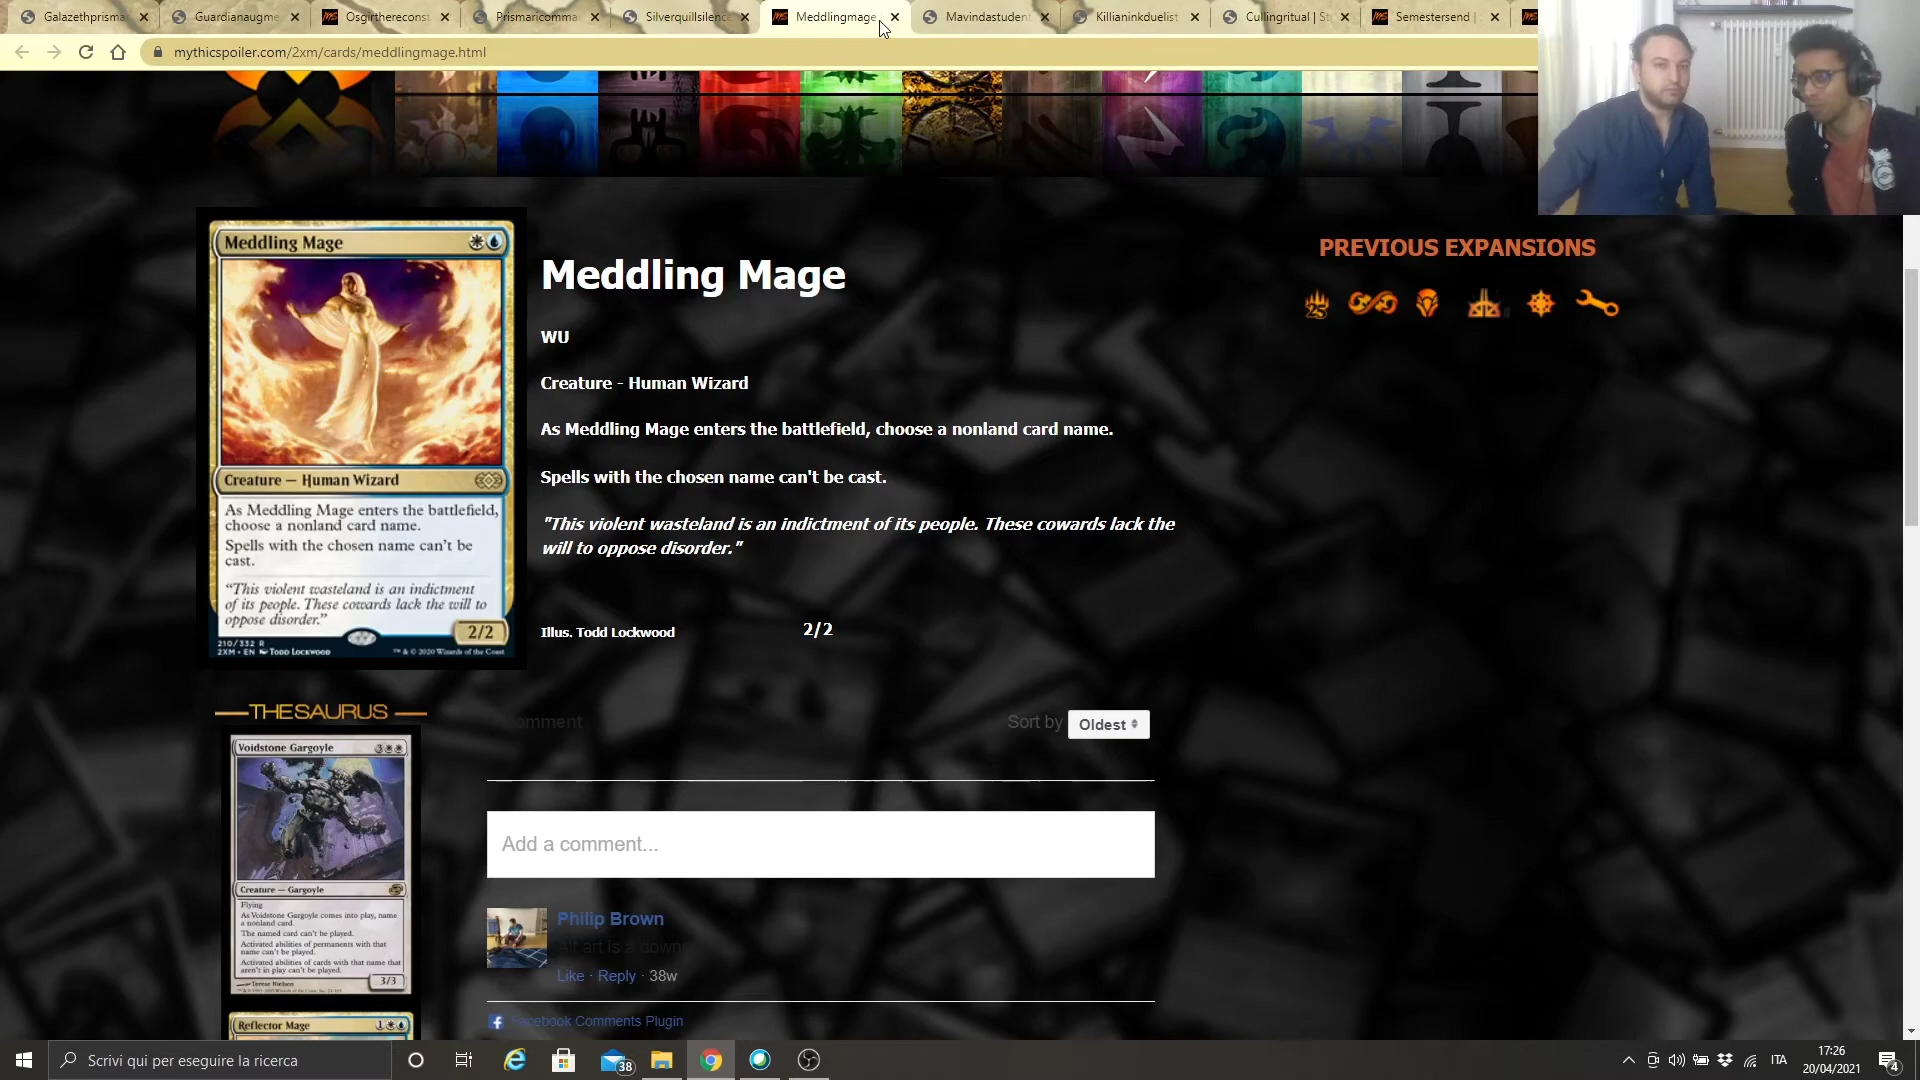 Galazethprismar
Guardianaugme
Osgirthereconst
Prismaricomma
Silverquillsilence
Meddlingmage
Mavindastudent
Killianinkduelist
Cullingritual | St
Semestersend |
mythicspoiler.com/2xm/cards/meddlingmage.html
PREVIOUS EXPANSIONS
Meddling Mage
Creature — Human Wizard
As Meddling Mage enters the battlefield,
choose a nonland card name.
Spells with the chosen name can't be
cast.
"This violent wasteland is an indictment
of its people. These cowards lack the will to
oppose disorder."
2/2
210/332 R
2XM • EN Todd Lockwood
™ & © 2020 Wizards of the Coast
Meddling Mage
WU
Creature - Human Wizard
As Meddling Mage enters the battlefield, choose a nonland card name.
Spells with the chosen name can't be cast.
"This violent wasteland is an indictment of its people. These cowards lack the
will to oppose disorder."
Illus. Todd Lockwood
2/2
THESAURUS
Voidstone Gargoyle
3
Creature — Gargoyle
Flying
As Voidstone Gargoyle comes into play, name
a nonland card.
The named card can't be played.
Activated abilities of permanents with that
name can't be played.
Activated abilities of cards with that name that
aren't in play can't be played.
3/3
Reflector Mage
1
omment
Sort by Oldest
Add a comment...
Philip Brown
Alt art is a down
Like · Reply · 38w
Facebook Comments Plugin
Scrivi qui per eseguire la ricerca
38
ITA
17:26
20/04/2021
4